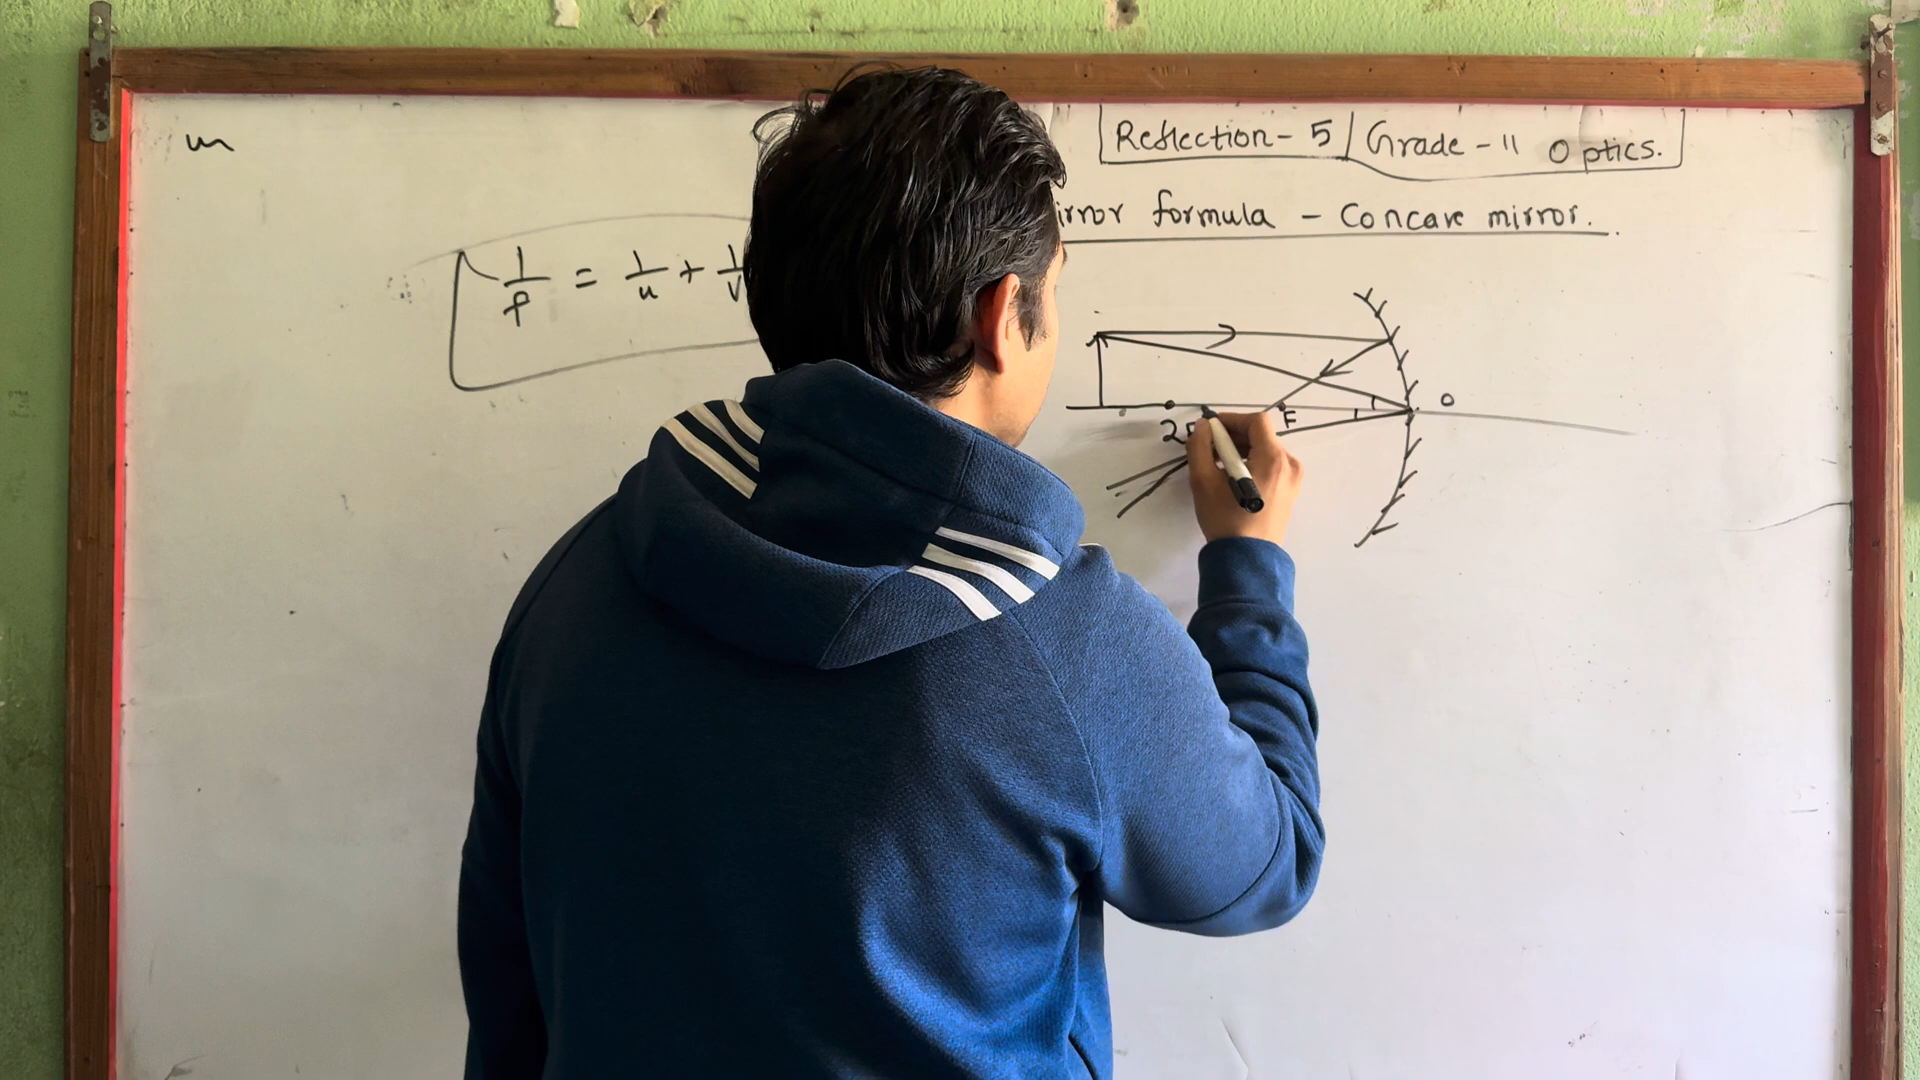 Reflection - 5 | Grade - 11 Optics.
irror formula - Concave mirror.
1/f = 1/u + 1/v
O
F
2F